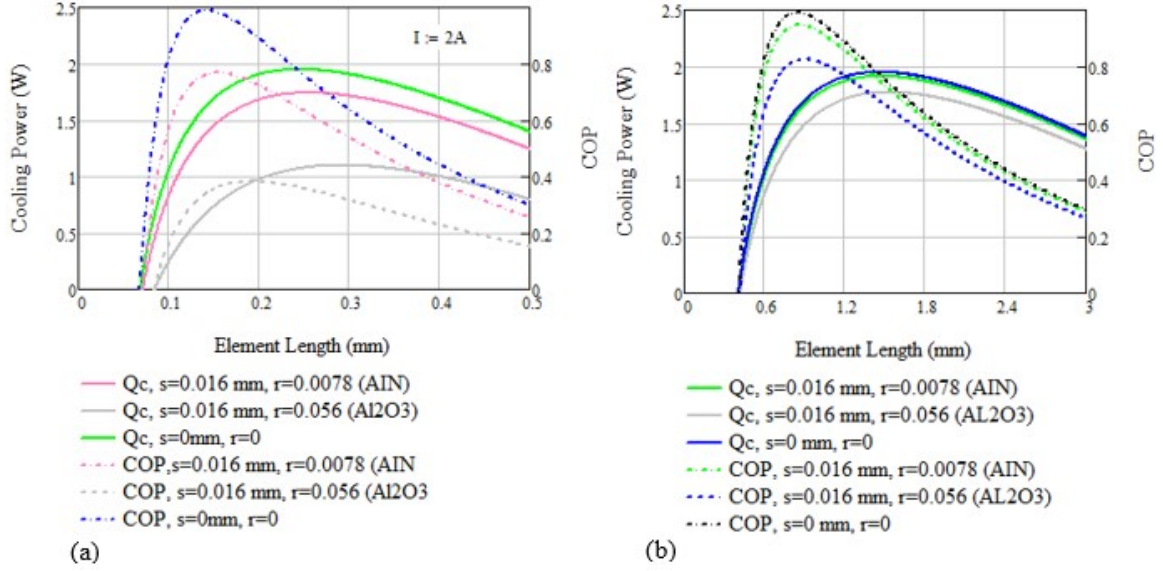 2.5
2
1.5
1
0.5
0
Cooling Power (W)
I := 2A
0.8
0.6
0.4
0.2
0
COP
0 0.1 0.2 0.3 0.4 0.5
Element Length (mm)
Qc, s=0.016 mm, r=0.0078 (AIN)
Qc, s=0.016 mm, r=0.056 (Al2O3)
Qc, s=0mm, r=0
COP,s=0.016 mm, r=0.0078 (AIN
COP, s=0.016 mm, r=0.056 (Al2O3
COP, s=0mm, r=0
(a)
2.5
2
1.5
1
0.5
0
Cooling Power (W)
0.8
0.6
0.4
0.2
0
COP
0 0.6 1.2 1.8 2.4 3
Element Length (mm)
Qc, s=0.016 mm, r=0.0078 (AIN)
Qc, s=0.016 mm, r=0.056 (AL2O3)
Qc, s=0 mm, r=0
COP, s=0.016 mm, r=0.0078 (AIN)
COP, s=0.016 mm, r=0.056 (AL2O3)
COP, s=0 mm, r=0
(b)